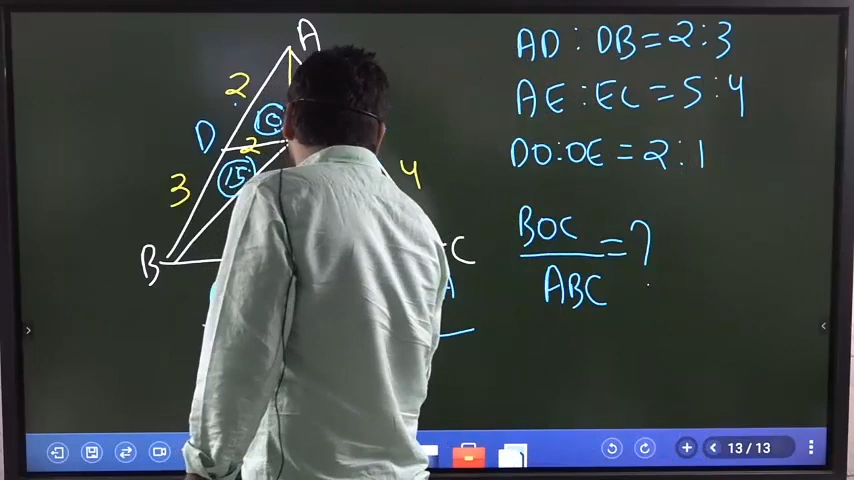 A
2
D
10
2
15
3
4
B
C
A
AD : DB = 2 : 3
AE : EC = 5 : 4
DO : OE = 2 : 1
BOC
ABC
= ?
13 / 13